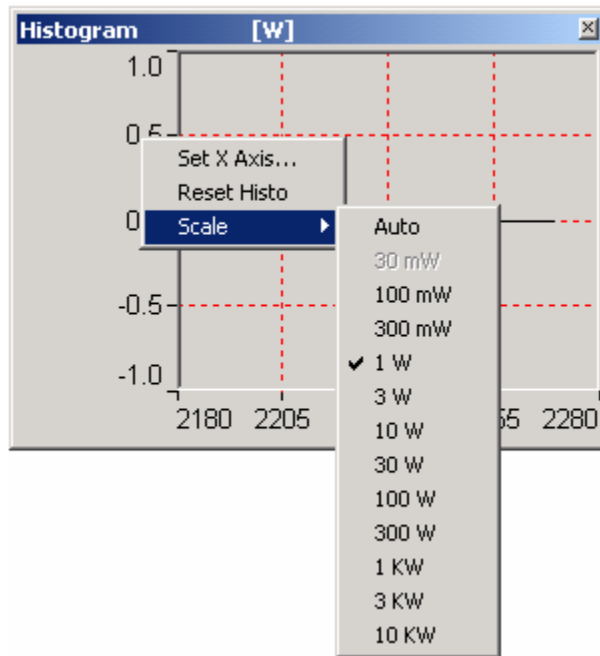 Histogram [W]
1.0
0.5
Set X Axis...
Reset Histo
0
Scale
Auto
30 mW
100 mW
-0.5
300 mW
1 W
-1.0
3 W
2180 2205 55 2280
10 W
30 W
100 W
300 W
1 KW
3 KW
10 KW